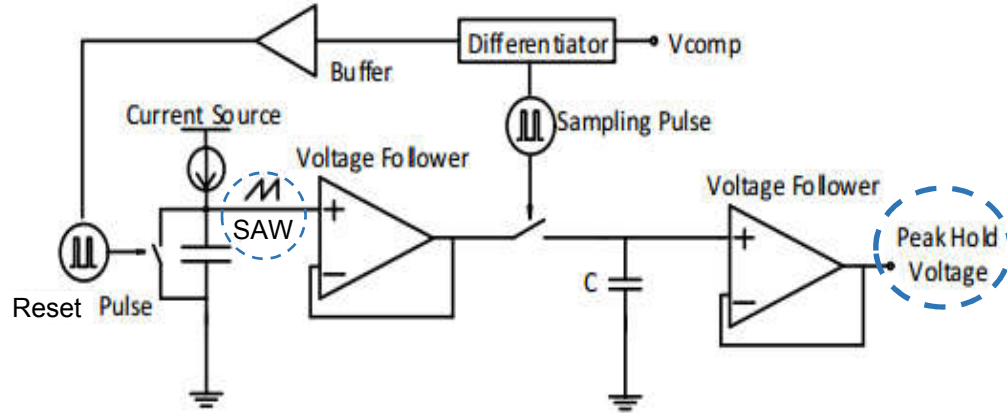 Differentiator
Vcomp
Buffer
Current Source
Sampling Pulse
Voltage Follower
Voltage Follower
+
SAW
+
Peak Hold
Voltage
−
C
−
Reset Pulse